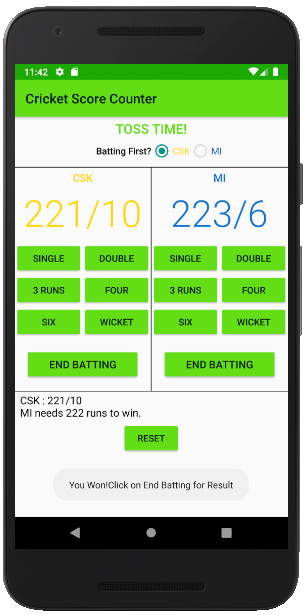 11:42
Cricket Score Counter
TOSS TIME!
Batting First? CSK MI
CSK MI
221/10 223/6
SINGLE DOUBLE SINGLE DOUBLE
3 RUNS FOUR 3 RUNS FOUR
SIX WICKET SIX WICKET
END BATTING END BATTING
CSK : 221/10
MI needs 222 runs to win.
RESET
You Won!Click on End Batting for Result